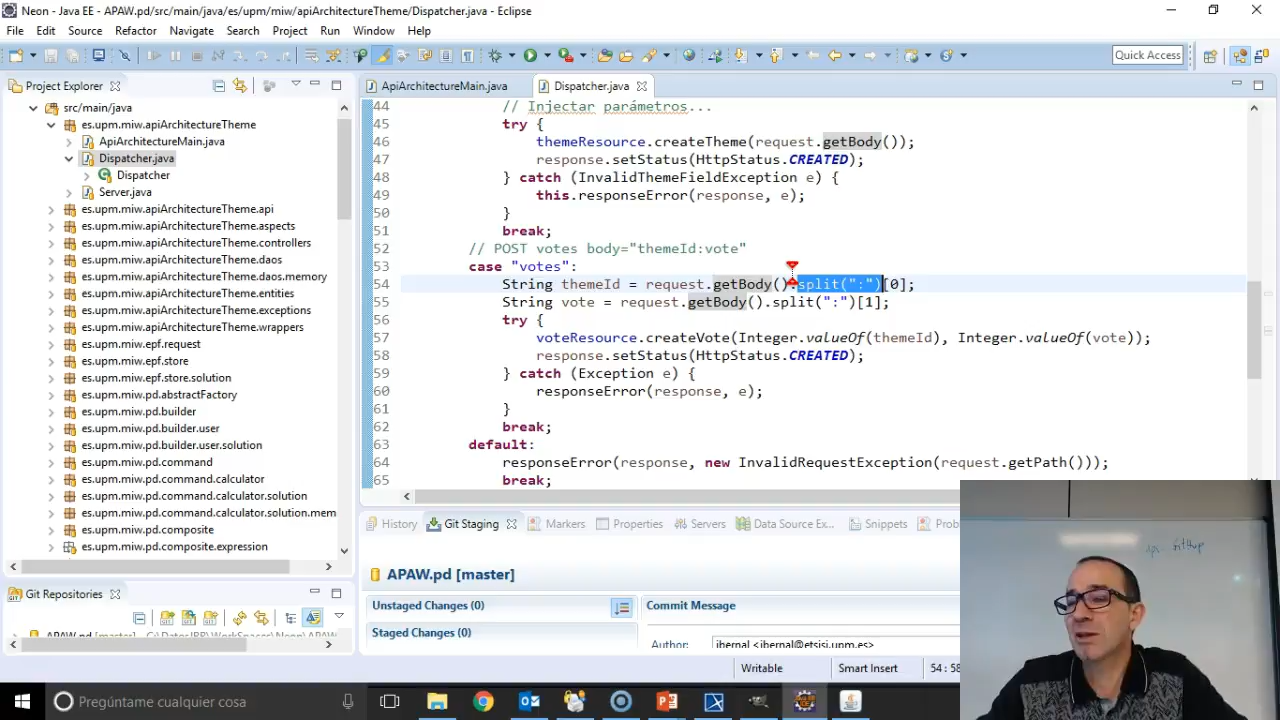 Neon - Java EE - APAW.pd/src/main/java/es/upm/miw/apiArchitectureTheme/Dispatcher.java - Eclipse
File Edit Source Refactor Navigate Search Project Run Window Help
Quick Access
Project Explorer
ApiArchitectureMain.java Dispatcher.java
src/main/java
es.upm.miw.apiArchitectureTheme
ApiArchitectureMain.java
Dispatcher.java
Dispatcher
Server.java
es.upm.miw.apiArchitectureTheme.api
es.upm.miw.apiArchitectureTheme.aspects
es.upm.miw.apiArchitectureTheme.controllers
es.upm.miw.apiArchitectureTheme.daos
es.upm.miw.apiArchitectureTheme.daos.memory
es.upm.miw.apiArchitectureTheme.entities
es.upm.miw.apiArchitectureTheme.exceptions
es.upm.miw.apiArchitectureTheme.wrappers
es.upm.miw.epf.request
es.upm.miw.epf.store
es.upm.miw.epf.store.solution
es.upm.miw.pd.abstractFactory
es.upm.miw.pd.builder
es.upm.miw.pd.builder.user
es.upm.miw.pd.builder.user.solution
es.upm.miw.pd.command
es.upm.miw.pd.command.calculator
es.upm.miw.pd.command.calculator.solution
es.upm.miw.pd.command.calculator.solution.mem
es.upm.miw.pd.composite
es.upm.miw.pd.composite.expression
44 // Injectar parámetros...
45 try {
46 themeResource.createTheme(request.getBody());
47 response.setStatus(HttpStatus.CREATED);
48 } catch (InvalidThemeFieldException e) {
49 this.responseError(response, e);
50 }
51 break;
52 // POST votes body="themeId:vote"
53 case "votes":
54 String themeId = request.getBody().split(":")[0];
55 String vote = request.getBody().split(":")[1];
56 try {
57 voteResource.createVote(Integer.valueOf(themeId), Integer.valueOf(vote));
58 response.setStatus(HttpStatus.CREATED);
59 } catch (Exception e) {
60 responseError(response, e);
61 }
62 break;
63 default:
64 responseError(response, new InvalidRequestException(request.getPath()));
65 break;
Git Repositories
History Git Staging Markers Properties Servers Data Source Ex... Snippets Prob
APAW.pd [master]
Unstaged Changes (0)
Staged Changes (0)
Commit Message
Author: jbernal <jbernal@etsisi.upm.es>
Writable Smart Insert 54 : 58
Pregúntame cualquier cosa